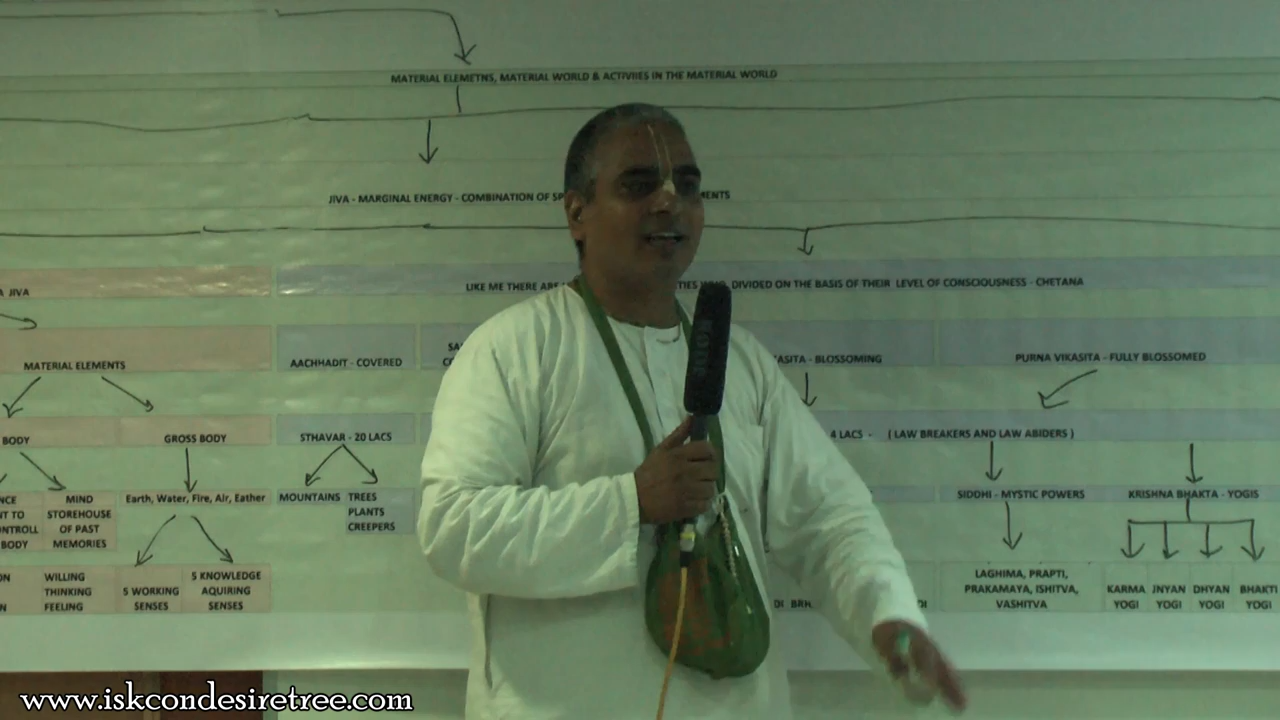 MATERIAL ELEMETNS, MATERIAL WORLD & ACTIVIIES IN THE MATERIAL WORLD
JIVA - MARGINAL ENERGY - COMBINATION OF
LIKE ME THERE ARE DIVIDED ON THE BASIS OF THEIR LEVEL OF CONSCIOUSNESS - CHETANA
JIVA
MATERIAL ELEMENTS
AACHHADIT - COVERED
- BLOSSOMING
PURNA VIKASITA - FULLY BLOSSOMED
BODY
GROSS BODY
STHAVAR - 20 LACS
4 LACS - ( LAW BREAKERS AND LAW ABIDERS )
MIND
STOREHOUSE
OF PAST
MEMORIES
Earth, Water, Fire, Air, Eather
MOUNTAINS
TREES
PLANTS
CREEPERS
SIDDHI - MYSTIC POWERS
KRISHNA BHAKTA - YOGIS
TO
BODY
WILLING
THINKING
FEELING
5 WORKING
SENSES
5 KNOWLEDGE
AQUIRING
SENSES
LAGHIMA, PRAPTI,
PRAKAMAYA, ISHITVA,
VASHITVA
KARMA
YOGI
JNYAN
YOGI
DHYAN
YOGI
BHAKTI
YOGI
www.iskcondesiretree.com